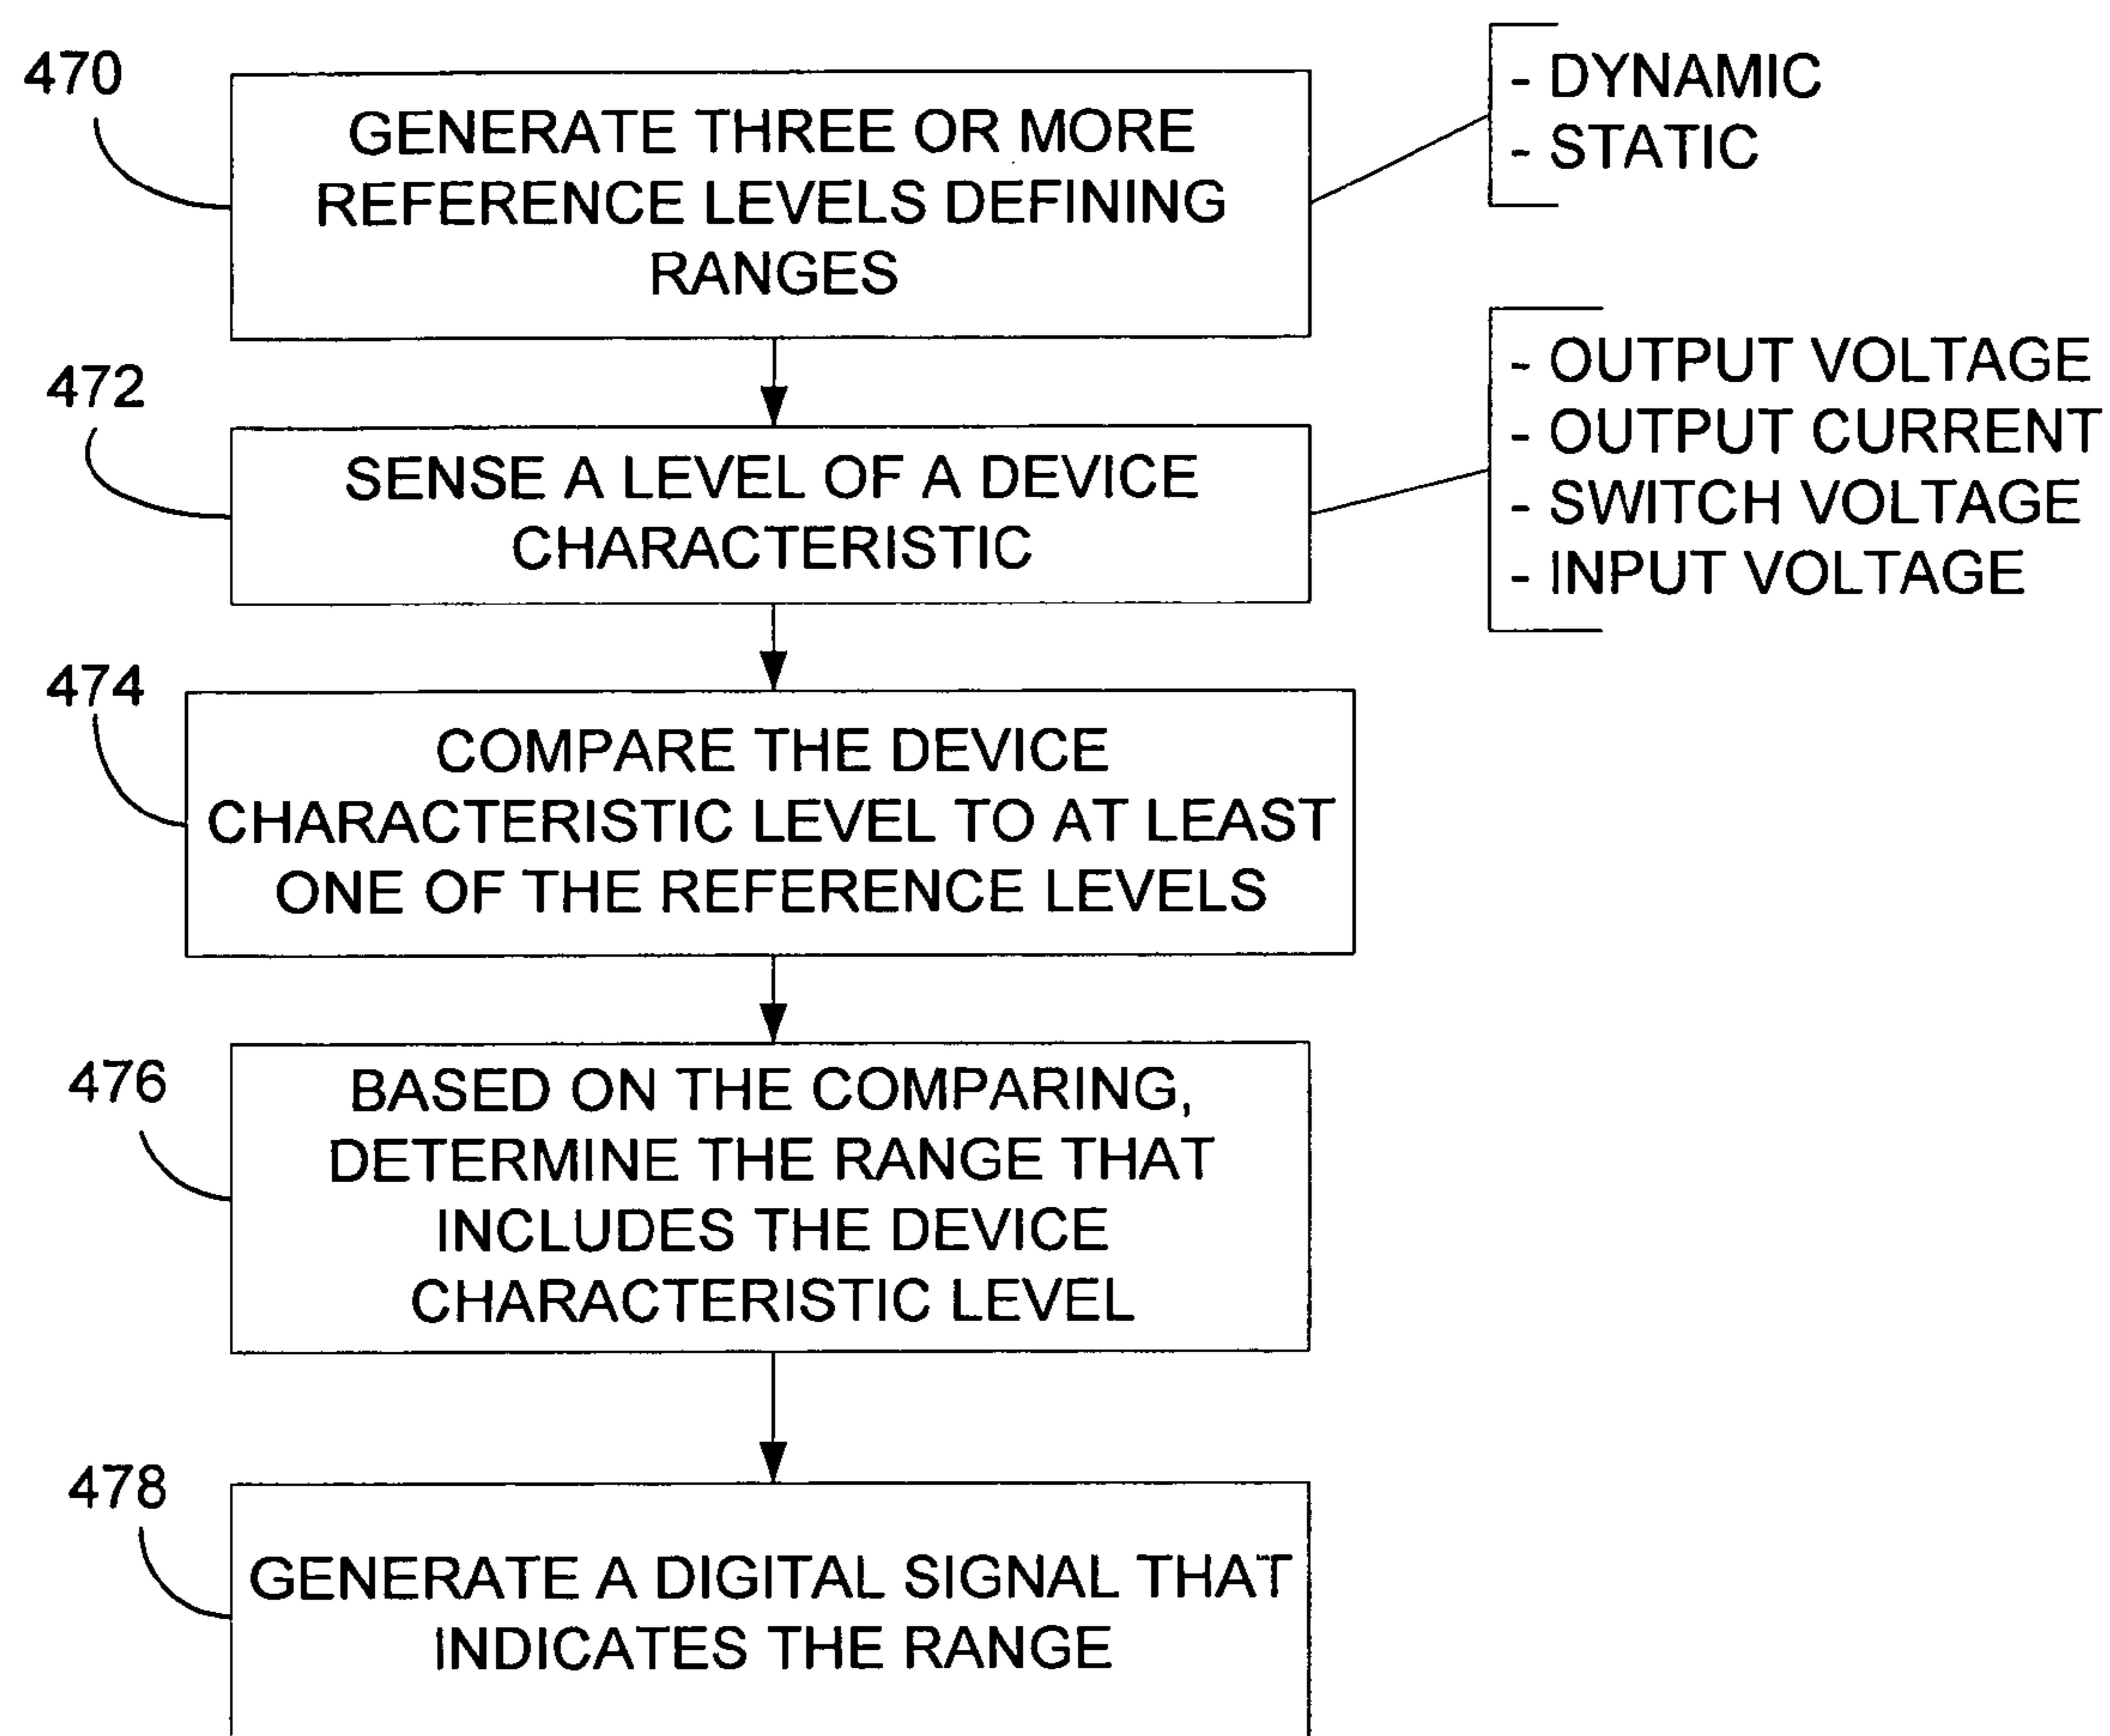 470
GENERATE THREE OR MORE
REFERENCE LEVELS DEFINING
RANGES
- DYNAMIC
- STATIC
472
SENSE A LEVEL OF A DEVICE
CHARACTERISTIC
- OUTPUT VOLTAGE
- OUTPUT CURRENT
- SWITCH VOLTAGE
- INPUT VOLTAGE
474
COMPARE THE DEVICE
CHARACTERISTIC LEVEL TO AT LEAST
ONE OF THE REFERENCE LEVELS
476
BASED ON THE COMPARING,
DETERMINE THE RANGE THAT
INCLUDES THE DEVICE
CHARACTERISTIC LEVEL
478
GENERATE A DIGITAL SIGNAL THAT
INDICATES THE RANGE